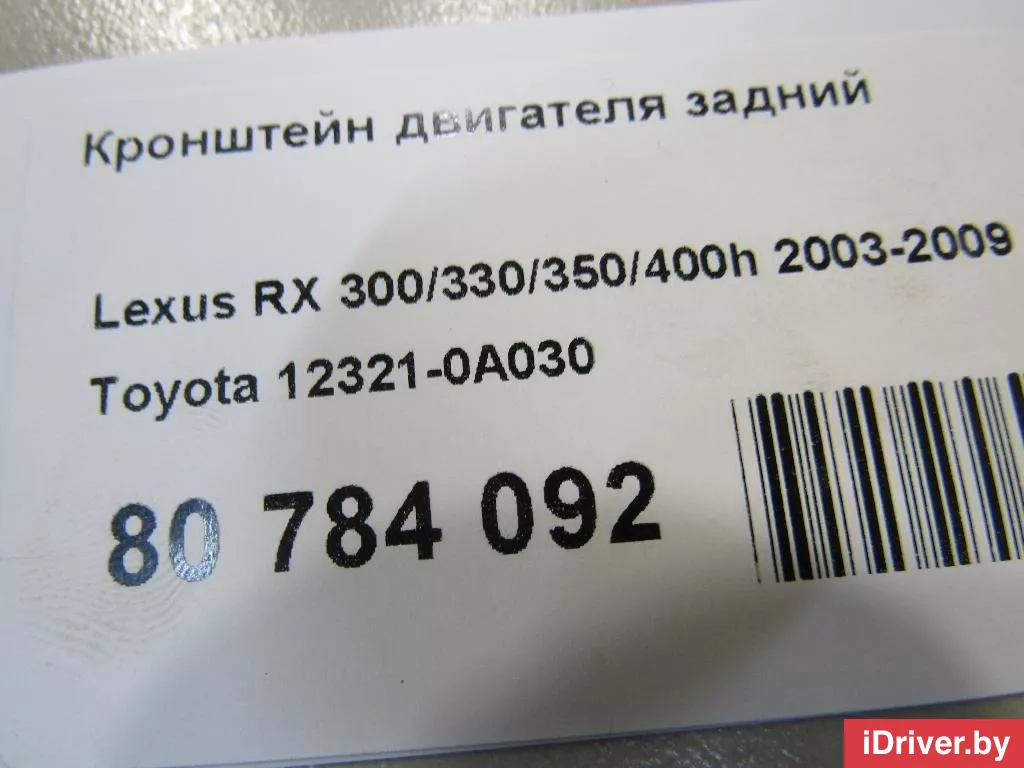 Кронштейн двигателя задний
Lexus RX 300/330/350/400h 2003-2009
Toyota 12321-0A030
80 784 092
iDriver.by